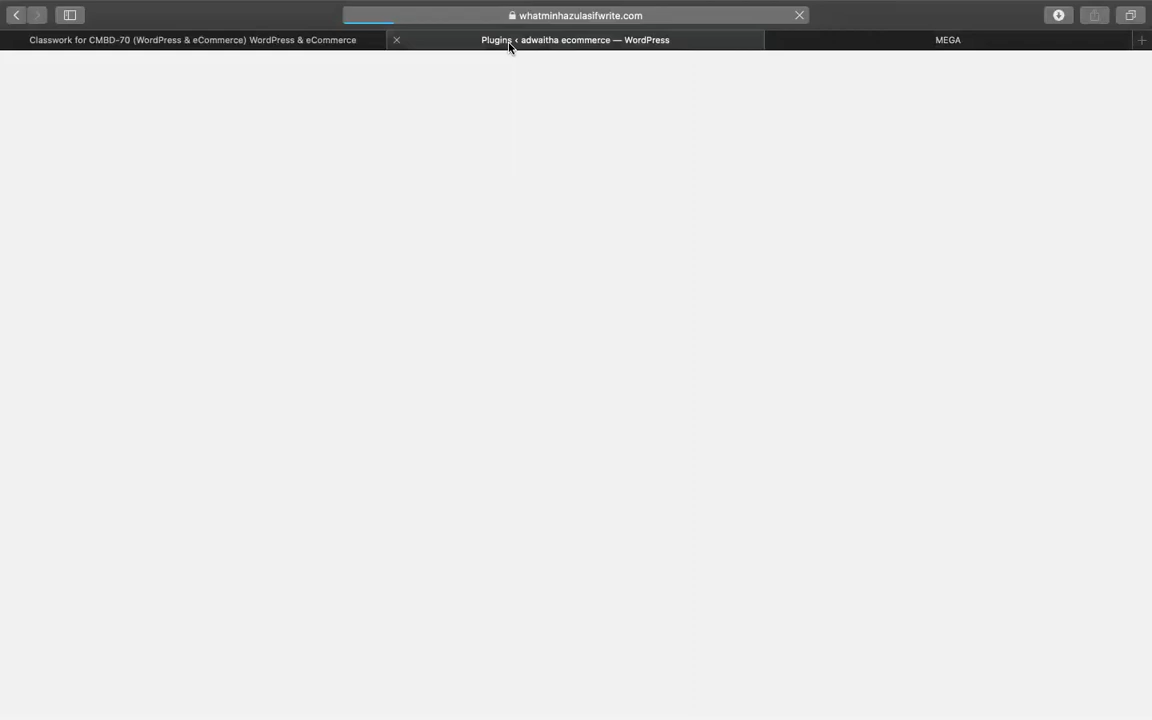 whatminhazulasifwrite.com
Classwork for CMBD-70 (WordPress & eCommerce) WordPress & eCommerce
Plugins ‹ adwaitha ecommerce — WordPress
MEGA